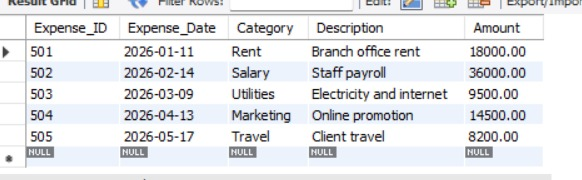 Result Grid Filter Rows: Edit: Export/Impor
Expense_ID Expense_Date Category Description Amount
501 2026-01-11 Rent Branch office rent 18000.00
502 2026-02-14 Salary Staff payroll 36000.00
503 2026-03-09 Utilities Electricity and internet 9500.00
504 2026-04-13 Marketing Online promotion 14500.00
505 2026-05-17 Travel Client travel 8200.00
NULL NULL NULL NULL NULL